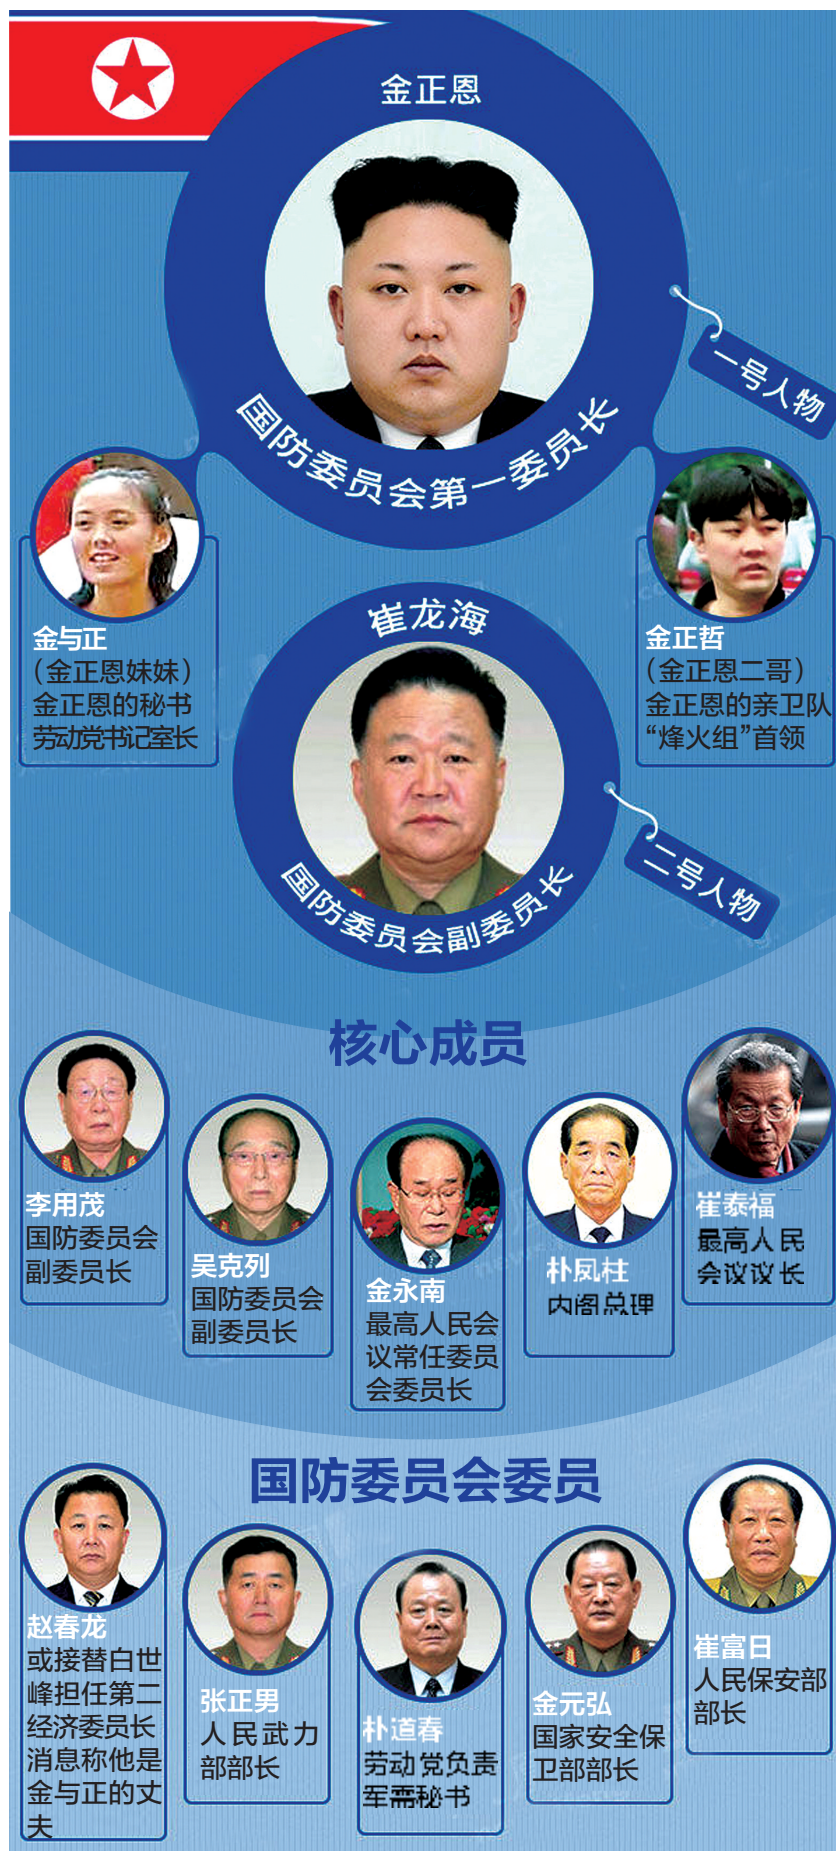 金正恩
国防委员会第一委员长
一号人物
金与正
（金正恩妹妹）
金正恩的秘书
劳动党书记室长
金正哲
（金正恩二哥）
金正恩的亲卫队
“烽火组”首领
崔龙海
国防委员会副委员长
二号人物
核心成员
李用茂
国防委员会
副委员长
吴克列
国防委员会
副委员长
金永南
最高人民会
议常任委员
会委员长
朴凤柱
内阁总理
崔泰福
最高人民
会议议长
国防委员会委员
赵春龙
或接替白世
峰担任第二
经济委员长
消息称他是
金与正的丈
夫
张正男
人民武力
部部长
朴道春
劳动党负责
军需秘书
金元弘
国家安全保
卫部部长
崔富日
人民保安部
部长